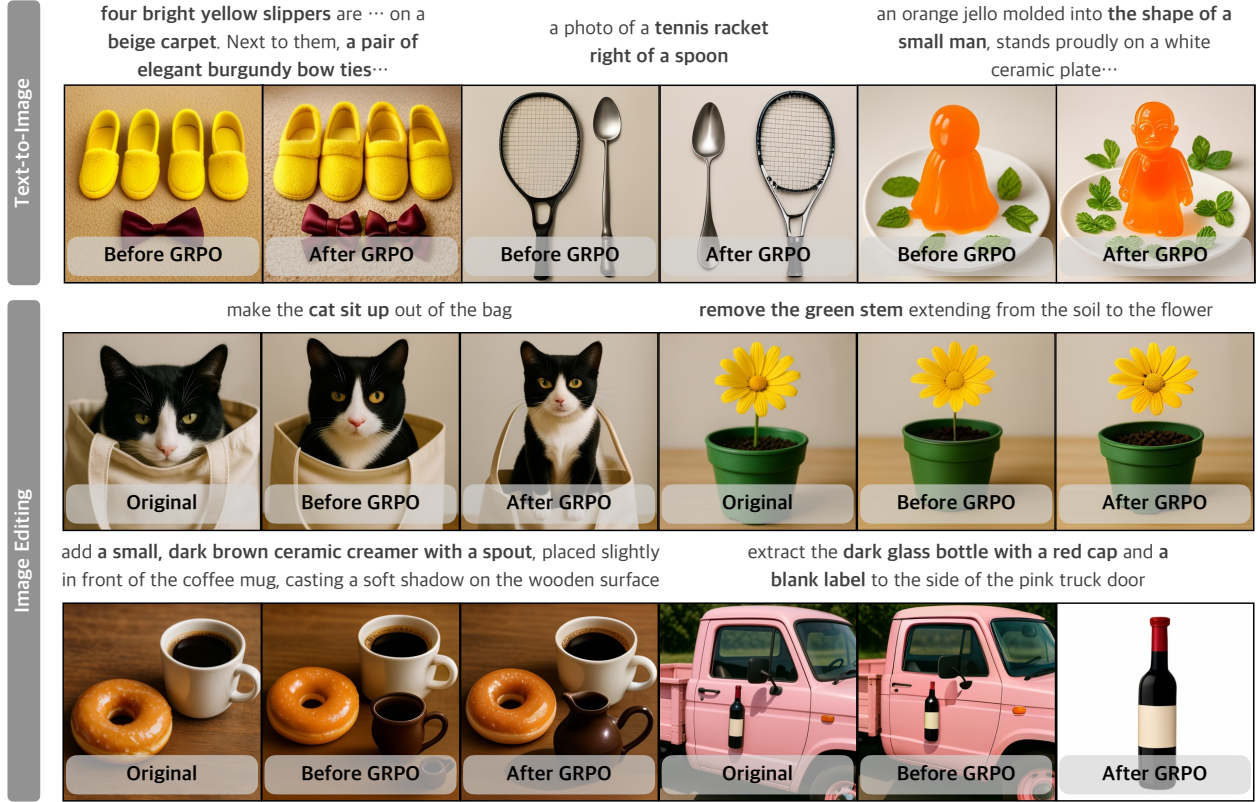 Text-to-Image
four bright yellow slippers are ⋯ on a
beige carpet. Next to them, a pair of
elegant burgundy bow ties⋯
a photo of a tennis racket
right of a spoon
an orange jello molded into the shape of a
small man, stands proudly on a white
ceramic plate⋯
Before GRPO
After GRPO
Before GRPO
After GRPO
Before GRPO
After GRPO
Image Editing
make the cat sit up out of the bag
remove the green stem extending from the soil to the flower
Original
Before GRPO
After GRPO
Original
Before GRPO
After GRPO
add a small, dark brown ceramic creamer with a spout, placed slightly
in front of the coffee mug, casting a soft shadow on the wooden surface
extract the dark glass bottle with a red cap and a
blank label to the side of the pink truck door
Original
Before GRPO
After GRPO
Original
Before GRPO
After GRPO